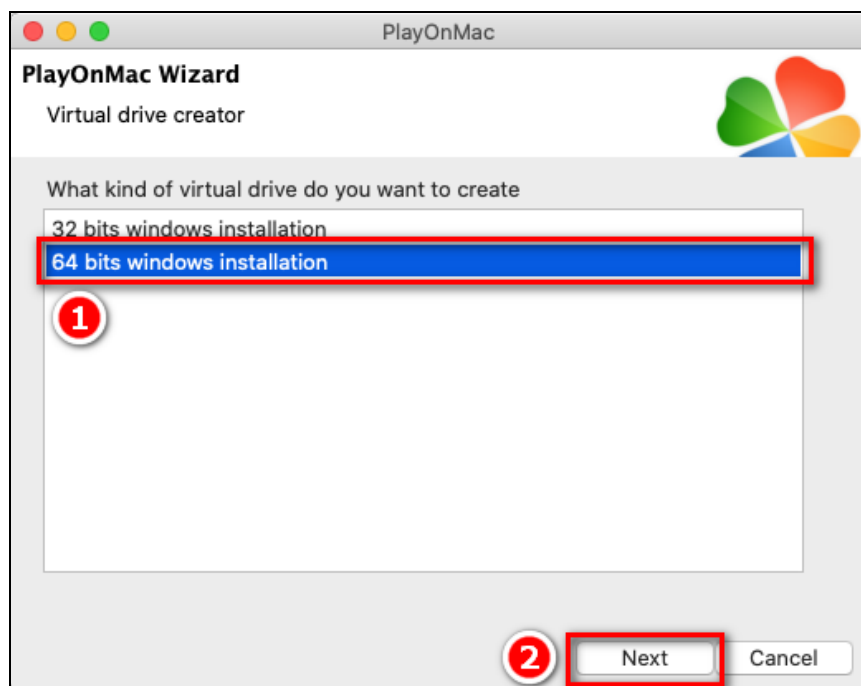 PlayOnMac
PlayOnMac Wizard
Virtual drive creator
What kind of virtual drive do you want to create
32 bits windows installation
64 bits windows installation
1
2 Next Cancel